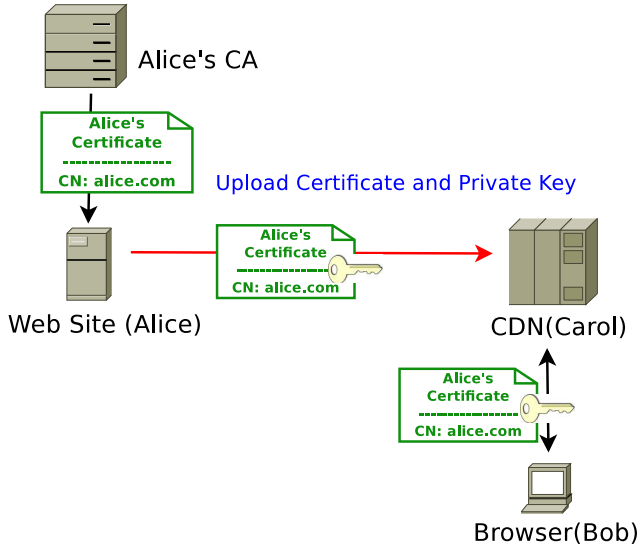 Alice's CA
Alice's
Certificate
CN: alice.com
Upload Certificate and Private Key
Alice's
Certificate
CN: alice.com
Web Site (Alice)
CDN(Carol)
Alice's
Certificate
CN: alice.com
Browser(Bob)